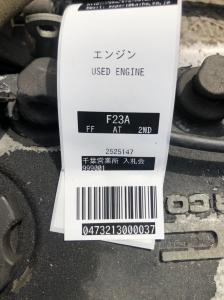 エンジン
USED ENGINE
F23A
FF AT 2ND
2525147
千葉営業所 入札会
999001
0473213000037